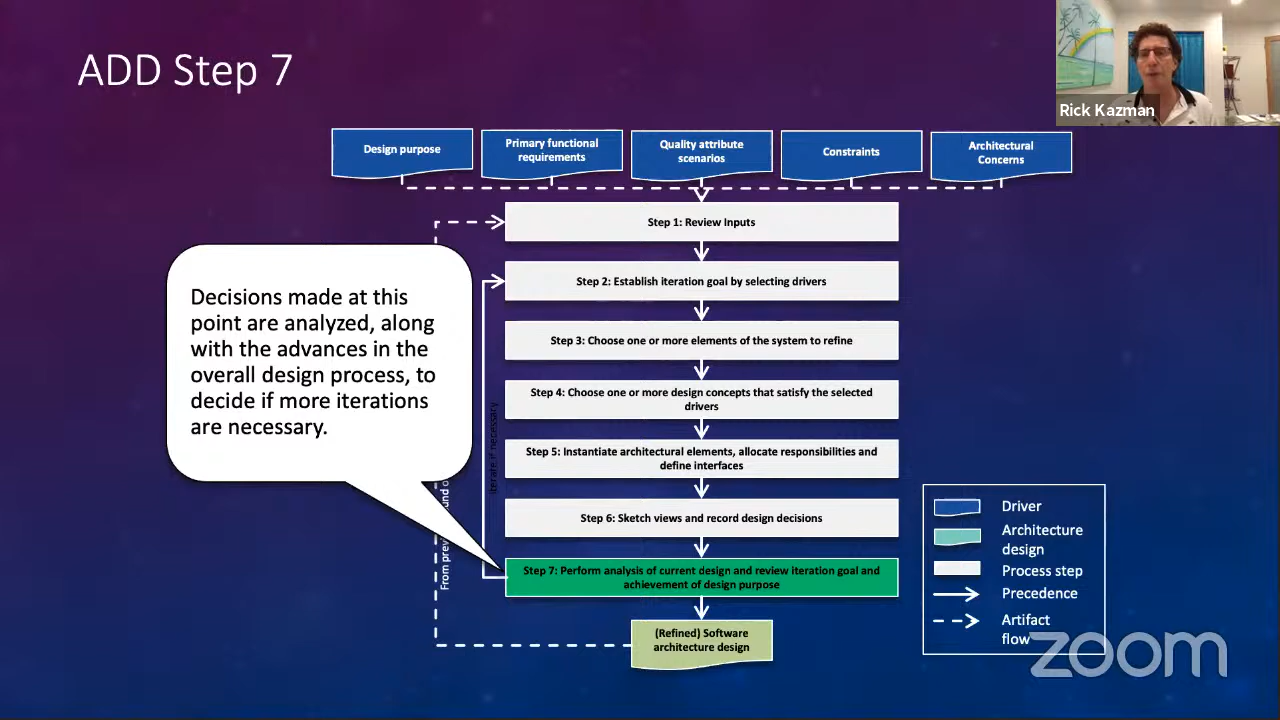 ADD Step 7
Rick Kazman
Design purpose
Primary functional
requirements
Quality attribute
scenarios
Constraints
Architectural
Concerns
Step 1: Review Inputs
Step 2: Establish iteration goal by selecting drivers
Step 3: Choose one or more elements of the system to refine
Step 4: Choose one or more design concepts that satisfy the selected
drivers
Step 5: Instantiate architectural elements, allocate responsibilities and
define interfaces
Step 6: Sketch views and record design decisions
Step 7: Perform analysis of current design and review iteration goal and
achievement of design purpose
(Refined) Software
architecture design
Decisions made at this
point are analyzed, along
with the advances in the
overall design process, to
decide if more iterations
are necessary.
iterate if necessary
From
Driver
Architecture
design
Process step
Precedence
Artifact
flow
zoom